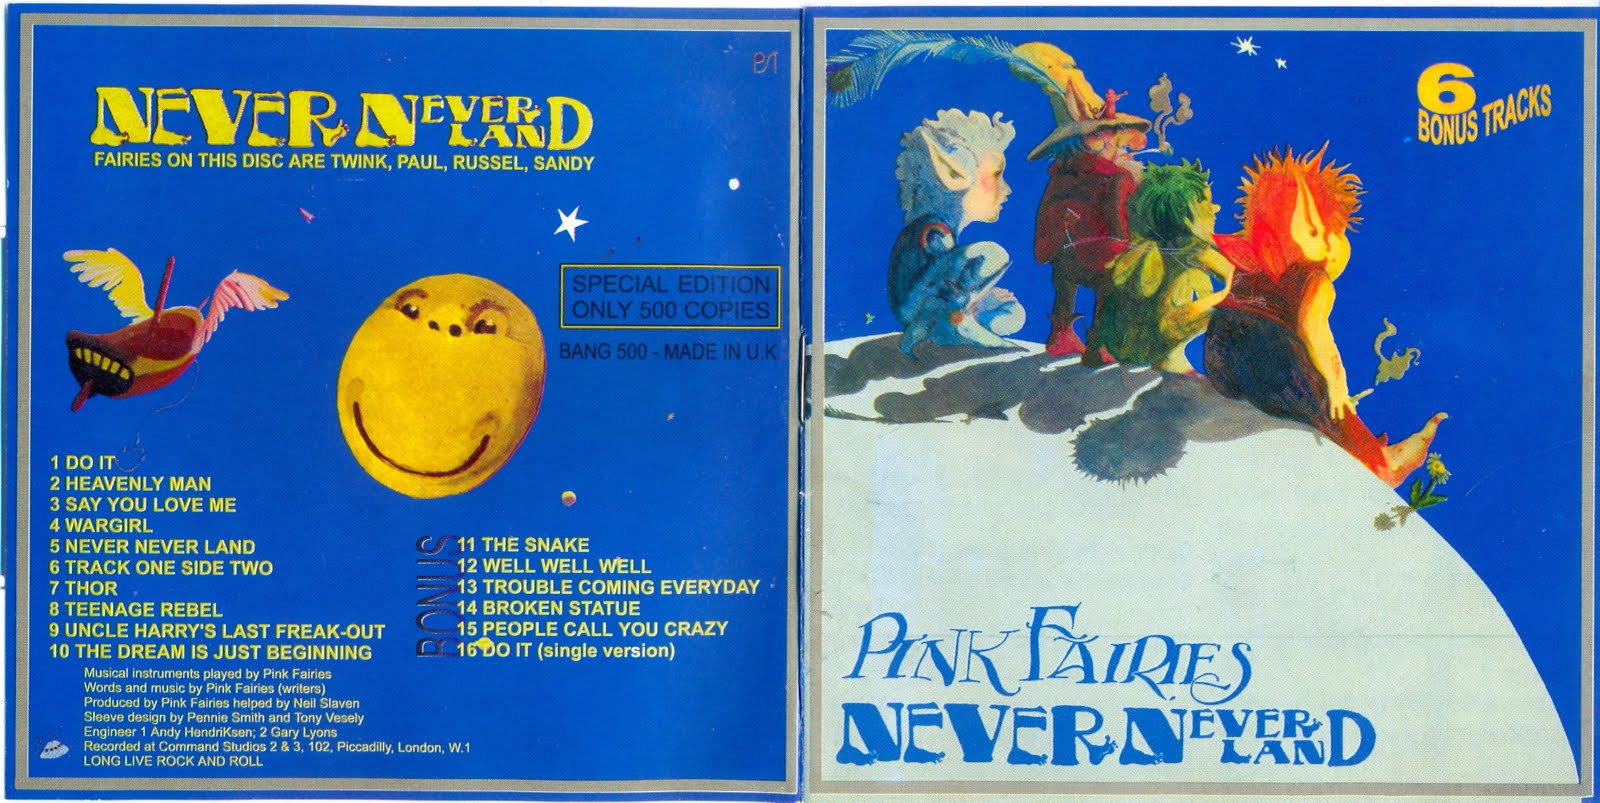 NEVER NEVER LAND
FAIRIES ON THIS DISC ARE TWINK, PAUL, RUSSEL, SANDY
SPECIAL EDITION
ONLY 500 COPIES
BANG 500 - MADE IN U.K.
1 DO IT
2 HEAVENLY MAN
3 SAY YOU LOVE ME
4 WARGIRL
5 NEVER NEVER LAND
6 TRACK ONE SIDE TWO
7 THOR
8 TEENAGE REBEL
9 UNCLE HARRY'S LAST FREAK-OUT
10 THE DREAM IS JUST BEGINNING
BONUS
11 THE SNAKE
12 WELL WELL WELL
13 TROUBLE COMING EVERYDAY
14 BROKEN STATUE
15 PEOPLE CALL YOU CRAZY
16 DO IT (single version)
Musical instruments played by Pink Fairies
Words and music by Pink Fairies (writers)
Produced by Pink Fairies helped by Neil Slaven
Sleeve design by Pennie Smith and Tony Vesely
Engineer 1 Andy HendriKsen; 2 Gary Lyons
Recorded at Command Studios 2 & 3, 102, Piccadilly, London, W.1
LONG LIVE ROCK AND ROLL
6
BONUS TRACKS
PINK FAIRIES
NEVER NEVER LAND